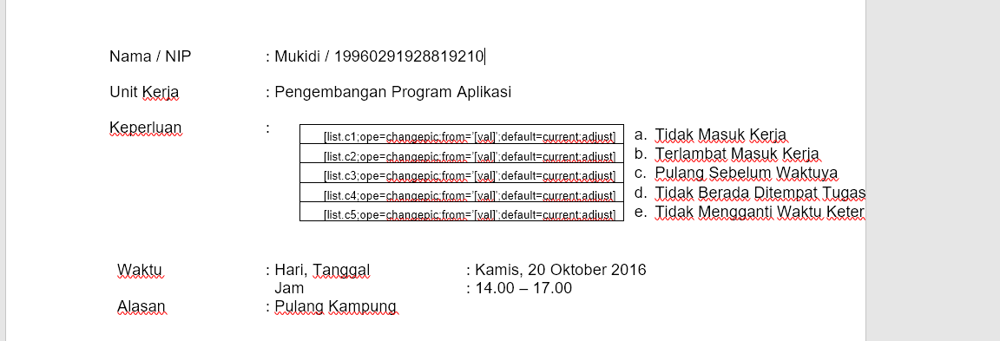 Nama / NIP : Mukidi / 19960291928819210
Unit Kerja : Pengembangan Program Aplikasi
Keperluan :
[list.c1;ope=changepic;from='[val]';default=current;adjust] a. Tidak Masuk Kerja
[list.c2;ope=changepic;from='[val]';default=current;adjust] b. Terlambat Masuk Kerja
[list.c3;ope=changepic;from='[val]';default=current;adjust] c. Pulang Sebelum Waktuya
[list.c4;ope=changepic;from='[val]';default=current;adjust] d. Tidak Berada Ditempat Tugas
[list.c5;ope=changepic;from='[val]';default=current;adjust] e. Tidak Mengganti Waktu Keter
Waktu : Hari, Tanggal : Kamis, 20 Oktober 2016
Jam : 14.00 – 17.00
Alasan : Pulang Kampung